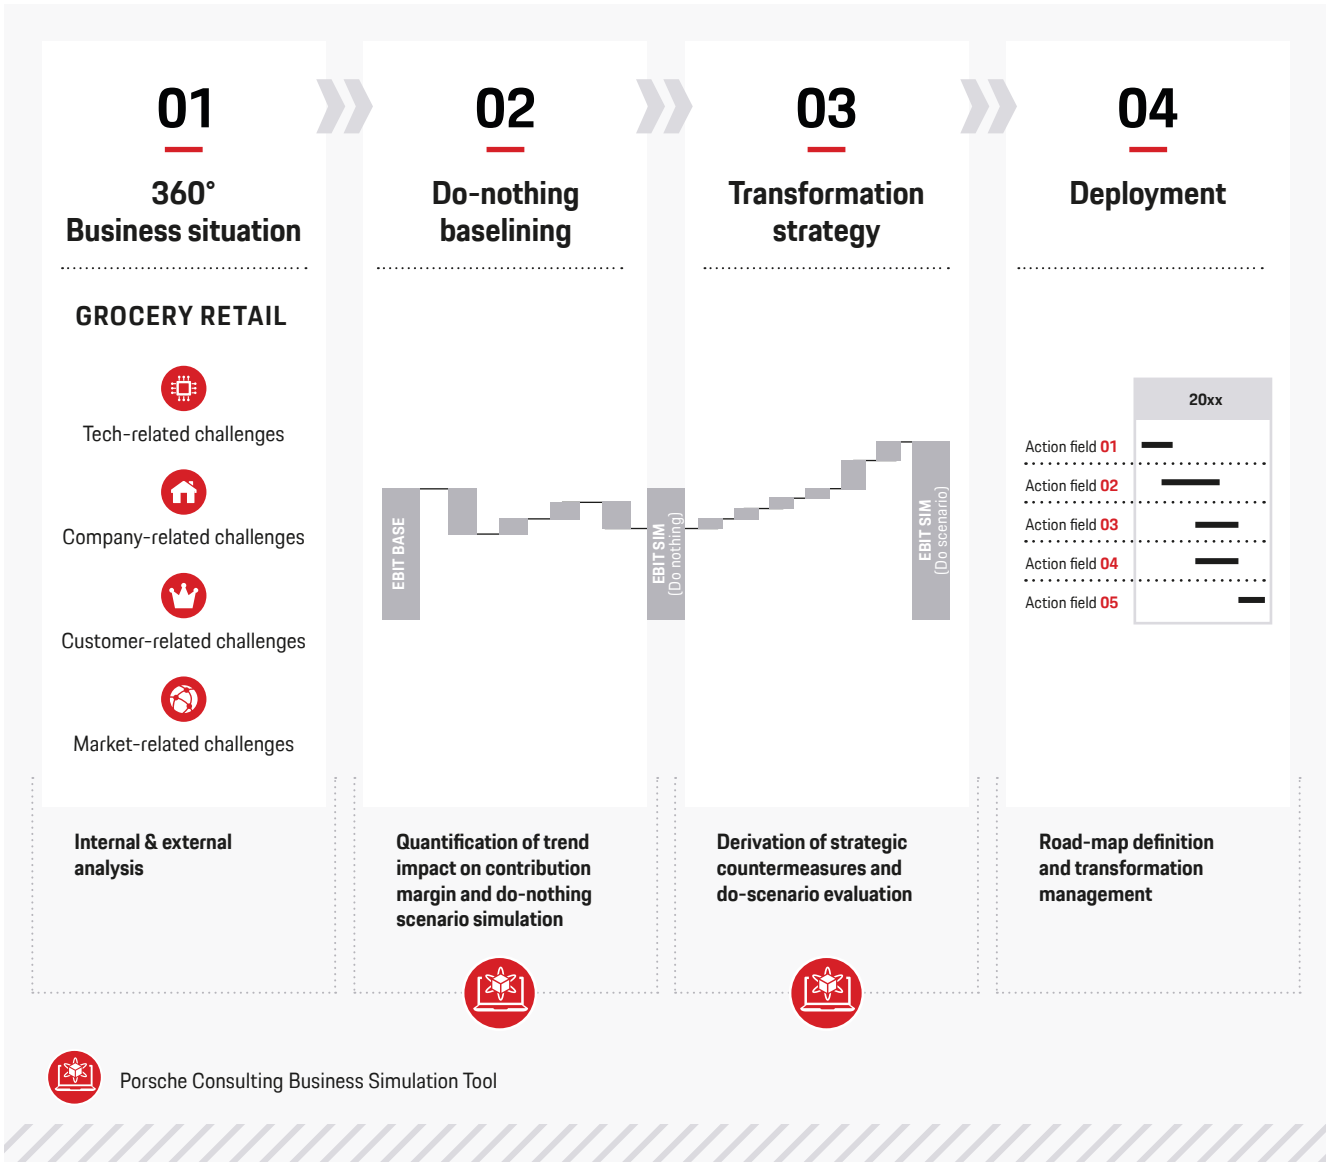 01
360°
Business situation
GROCERY RETAIL
Tech-related challenges
Company-related challenges
Customer-related challenges
Market-related challenges
Internal & external
analysis
02
Do-nothing
baselining
EBIT BASE
EBIT SIM
(Do nothing)
Quantification of trend
impact on contribution
margin and do-nothing
scenario simulation
03
Transformation
strategy
EBIT SIM
(Do scenario)
Derivation of strategic
countermeasures and
do-scenario evaluation
04
Deployment
20xx
Action field 01
Action field 02
Action field 03
Action field 04
Action field 05
Road-map definition
and transformation
management
Porsche Consulting Business Simulation Tool